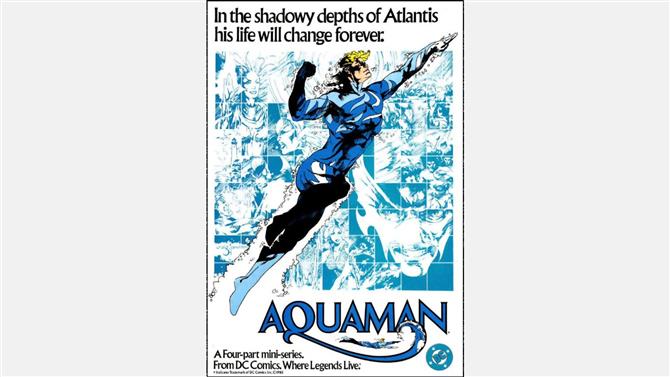 In the shadowy depths of Atlantis
his life will change forever.
AQUAMAN
A Four-part mini-series.
From DC Comics. Where Legends Live.
DC